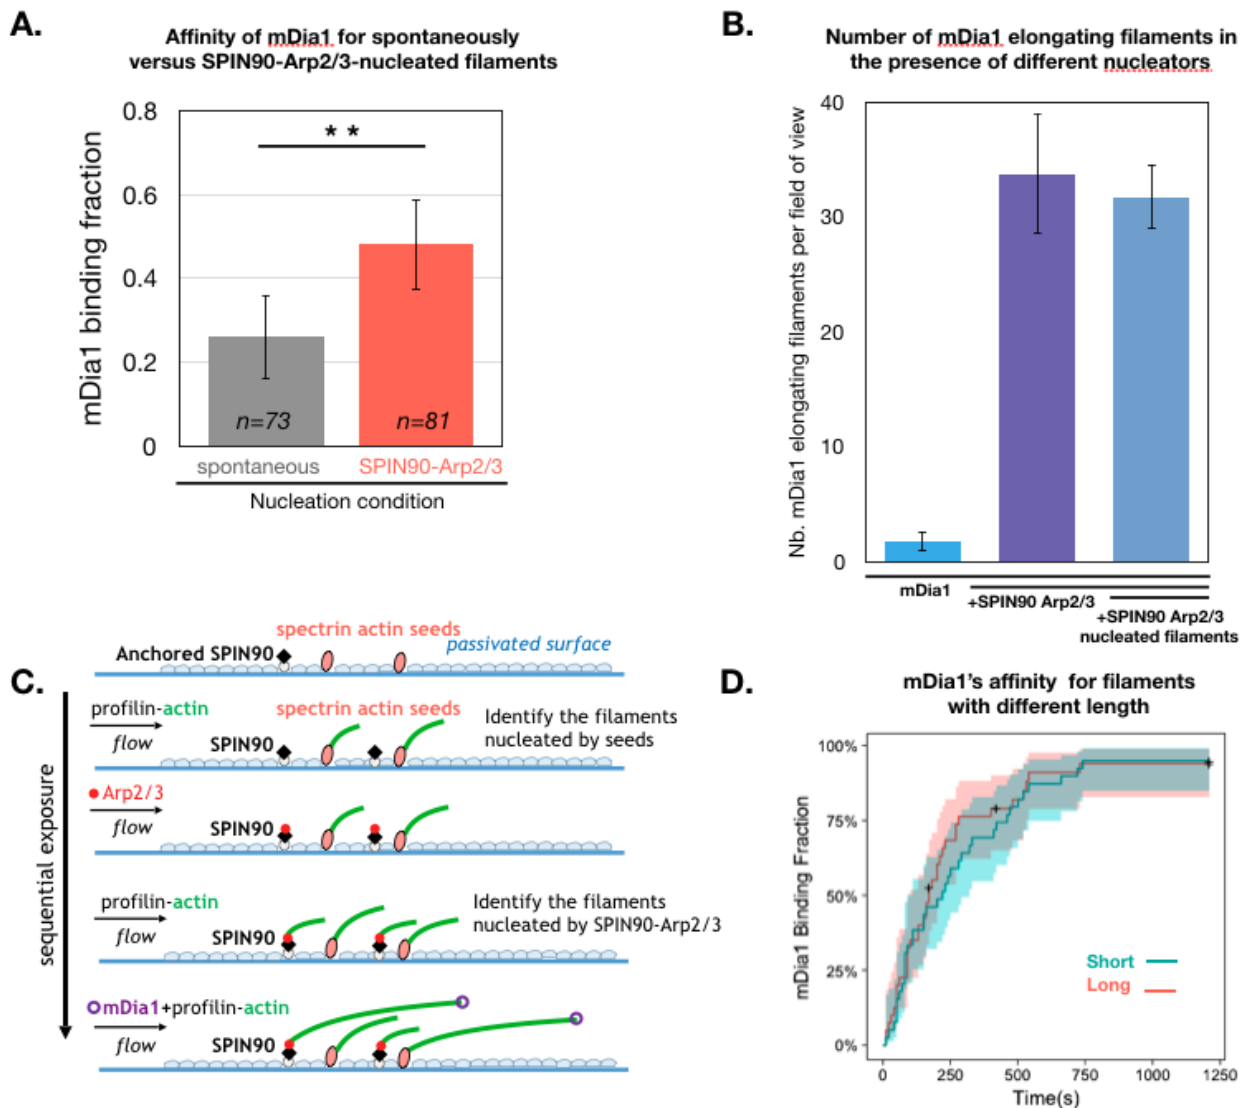 A.
Affinity of mDia1 for spontaneously
versus SPIN90-Arp2/3-nucleated filaments
mDia1 binding fraction
0.8
0.6
0.4
0.2
0
* *
n=73
n=81
spontaneous
SPIN90-Arp2/3
Nucleation condition
B.
Number of mDia1 elongating filaments in
the presence of different nucleators
Nb. mDia1 elongating filaments per field of view
40
30
20
10
0
mDia1
+SPIN90 Arp2/3
+SPIN90 Arp2/3
nucleated filaments
C.
sequential exposure
spectrin actin seeds
Anchored SPIN90
passivated surface
profilin-actin
flow
spectrin actin seeds
SPIN90
Identify the filaments
nucleated by seeds
Arp2/3
flow
SPIN90
profilin-actin
flow
SPIN90
Identify the filaments
nucleated by SPIN90-Arp2/3
mDia1+profilin-actin
flow
SPIN90
D.
mDia1's affinity for filaments
with different length
mDia1 Binding Fraction
100%
75%
50%
25%
0%
Short
Long
0
250
500
750
1000
1250
Time(s)